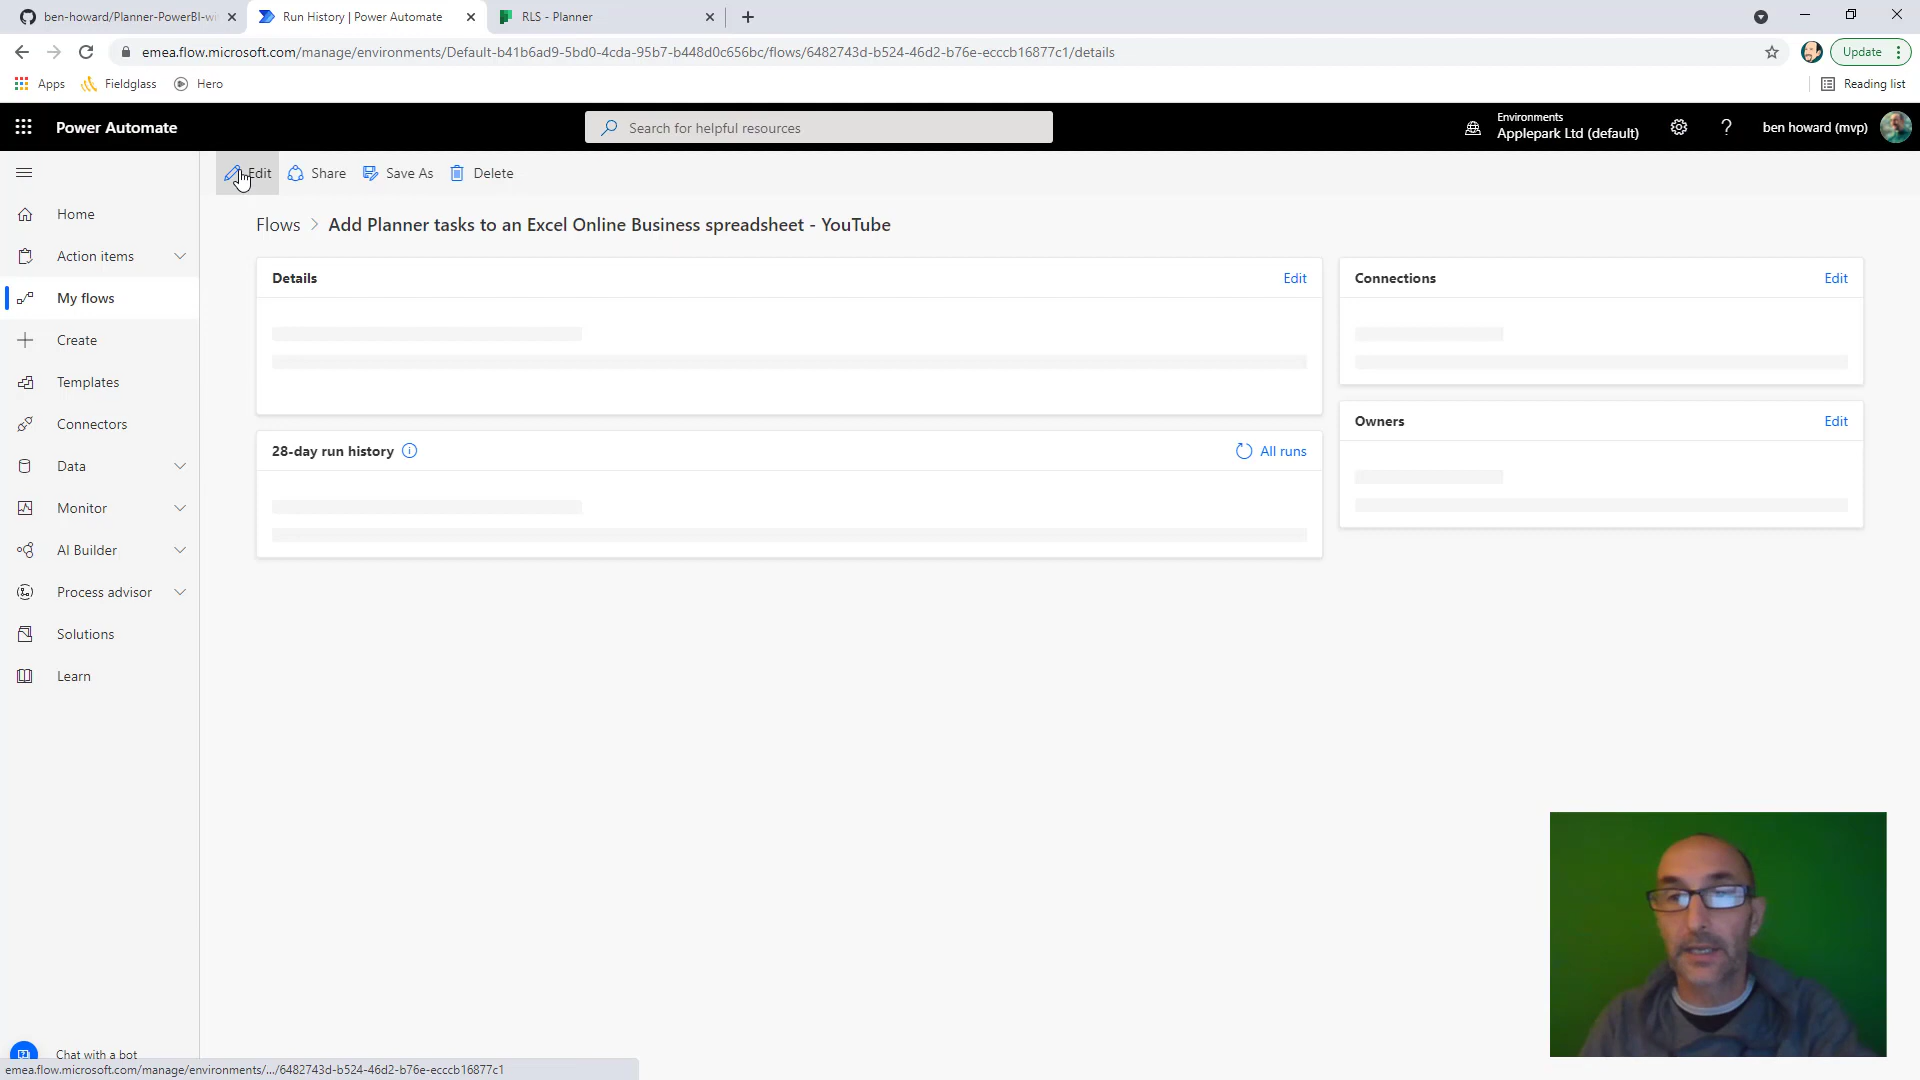 ben-howard/Planner-PowerBI-wi
Run History | Power Automate
RLS - Planner
emea.flow.microsoft.com/manage/environments/Default-b41b6ad9-5bd0-4cda-95b7-b448d0c656bc/flows/6482743d-b524-46d2-b76e-ecccb16877c1/details
Update
Apps
Fieldglass
Hero
Reading list
Power Automate
Search for helpful resources
Environments
Applepark Ltd (default)
?
ben howard (mvp)
Edit
Share
Save As
Delete
Home
Action items
My flows
Create
Templates
Connectors
Data
Monitor
AI Builder
Process advisor
Solutions
Learn
Flows > Add Planner tasks to an Excel Online Business spreadsheet - YouTube
Details
Edit
Connections
Edit
28-day run history
All runs
Owners
Edit
Chat with a bot
emea.flow.microsoft.com/manage/environments/.../6482743d-b524-46d2-b76e-ecccb16877c1